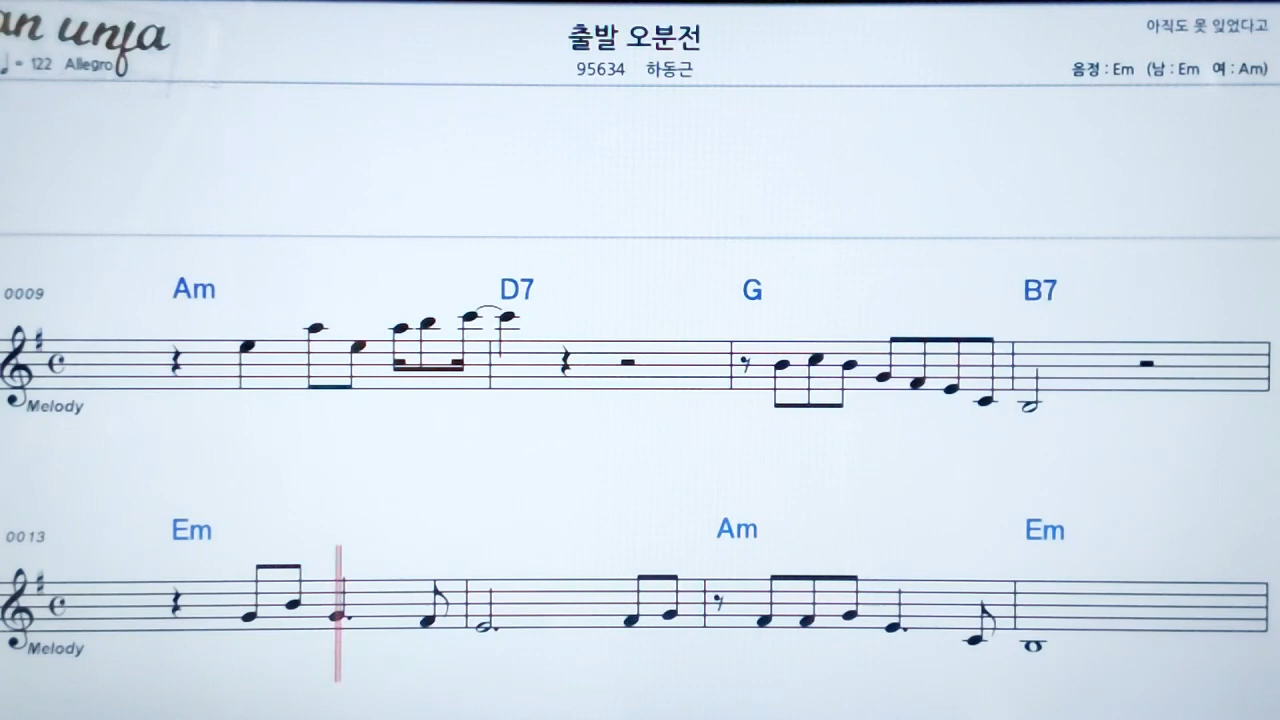 an unfa
출발 오분전
아직도 못 잊었다고
♩ = 122 Allegro
95634 하동근
음정 : Em (남 : Em 여 : Am)
0009 Am D7 G B7
Melody
0013 Em Am Em
Melody